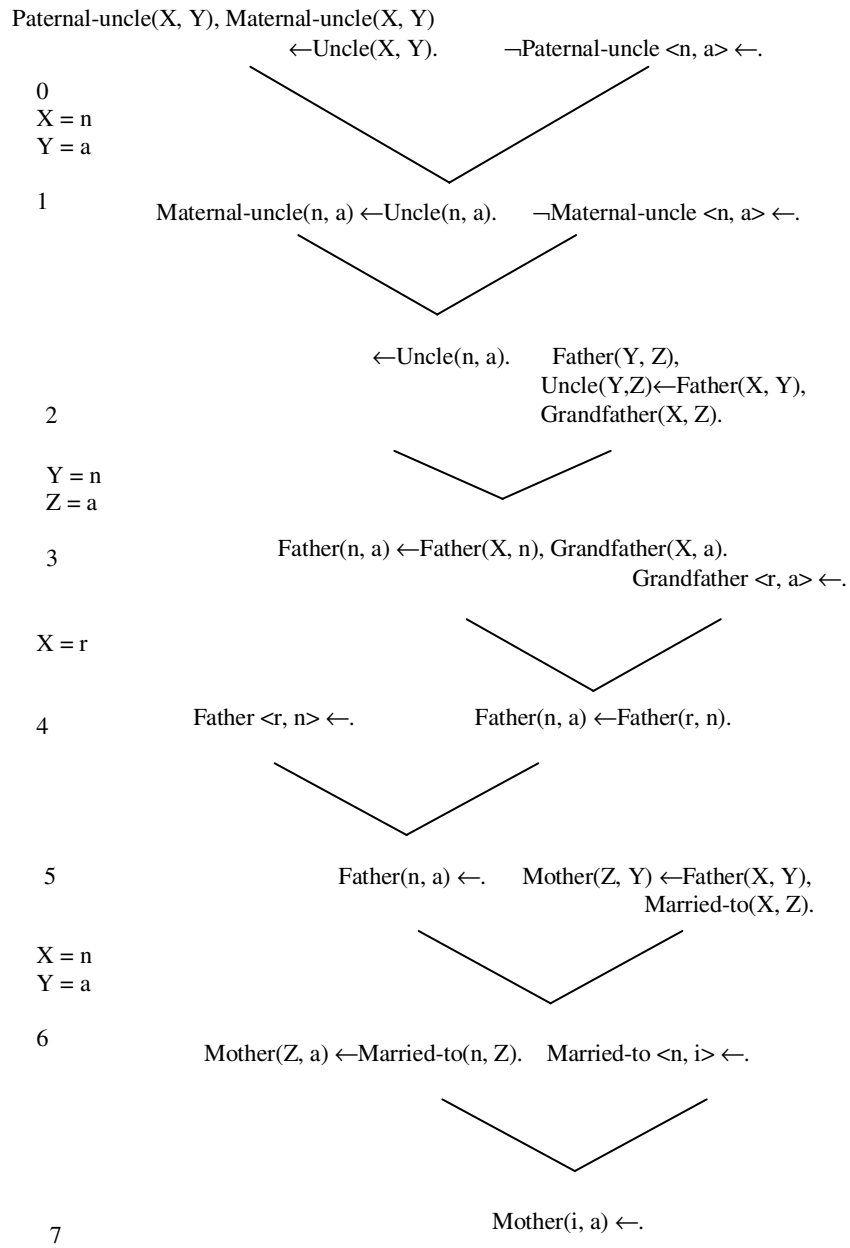 Paternal-uncle(X, Y), Maternal-uncle(X, Y)
←Uncle(X, Y). ¬Paternal-uncle <n, a> ←.
0
X = n
Y = a
1
Maternal-uncle(n, a) ←Uncle(n, a). ¬Maternal-uncle <n, a> ←.
←Uncle(n, a). Father(Y, Z),
Uncle(Y,Z)←Father(X, Y),
2 Grandfather(X, Z).
Y = n
Z = a
3 Father(n, a) ←Father(X, n), Grandfather(X, a).
Grandfather <r, a> ←.
X = r
4 Father <r, n> ←. Father(n, a) ←Father(r, n).
5 Father(n, a) ←. Mother(Z, Y) ←Father(X, Y),
Married-to(X, Z).
X = n
Y = a
6
Mother(Z, a) ←Married-to(n, Z). Married-to <n, i> ←.
Mother(i, a) ←.
7